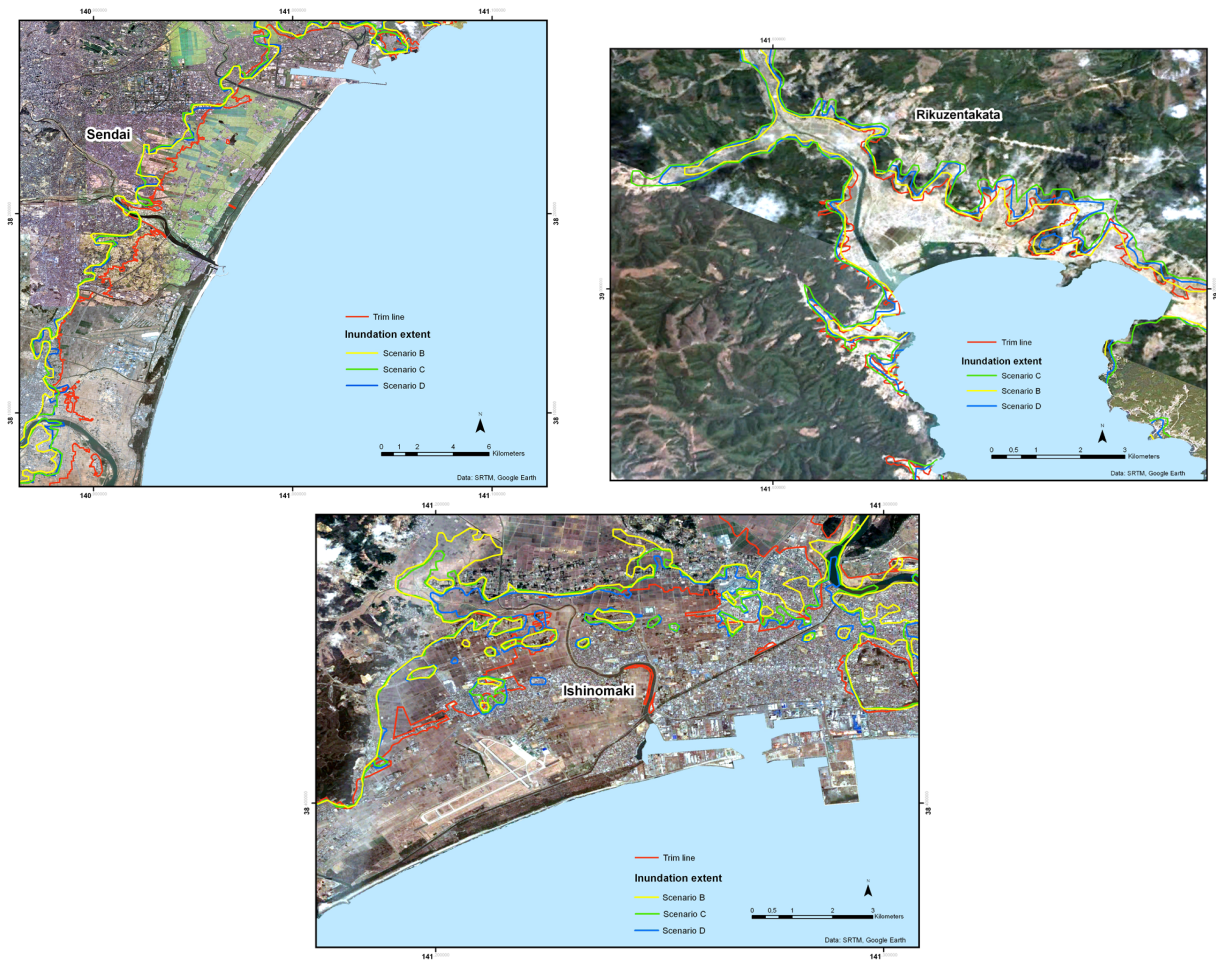 140
141
141
Sendai
38
38
Trim line
Inundation extent
Scenario B
Scenario C
Scenario D
38
38
N
0 1 2 4 6
Kilometers
Data: SRTM, Google Earth
140
141
141
141
Rikuzentakata
39
39
Trim line
Inundation extent
Scenario C
Scenario B
Scenario D
N
0 0.5 1 2 3
Kilometers
Data: SRTM, Google Earth
141
141
141
Ishinomaki
38
38
Trim line
Inundation extent
Scenario B
Scenario C
Scenario D
N
0 0.5 1 2 3
Kilometers
Data: SRTM, Google Earth
141
141